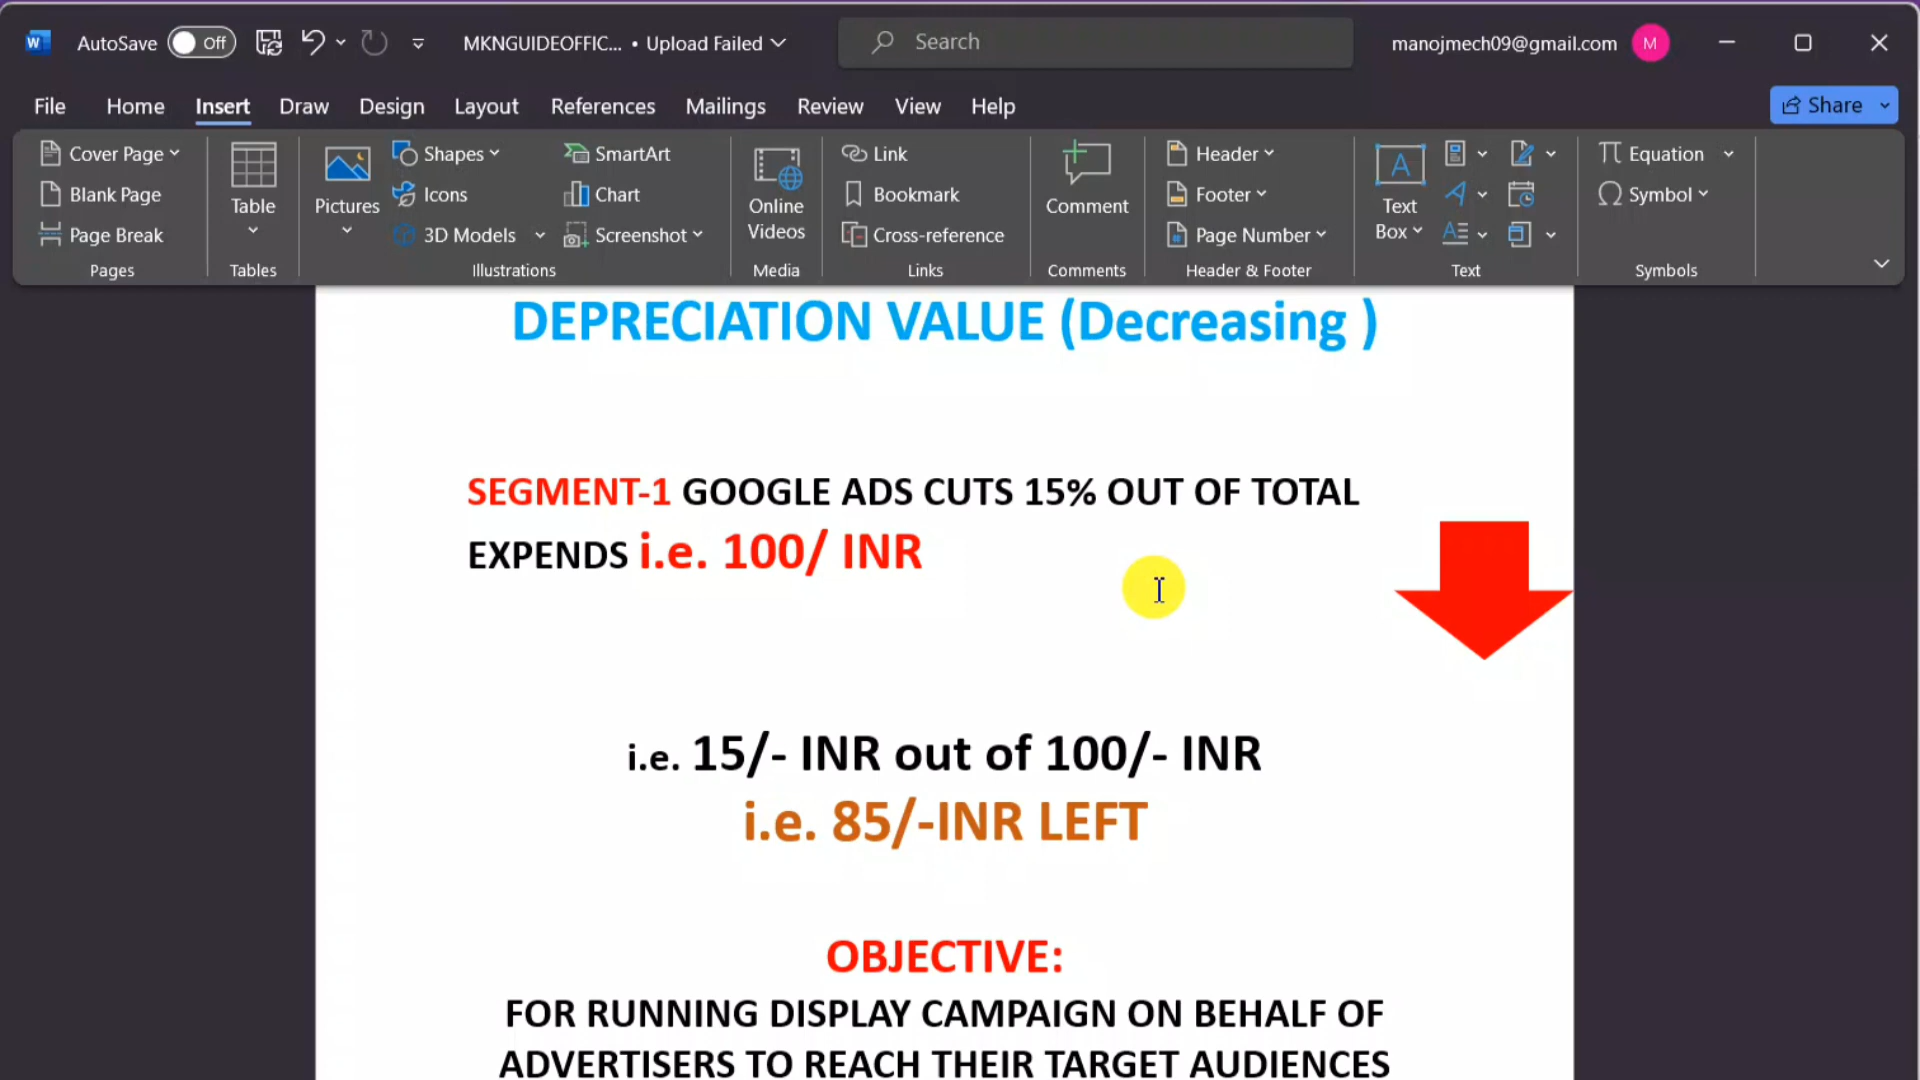 AutoSave Off MKNGUIDEOFFIC... • Upload Failed Search manojmech09@gmail.com M
File Home Insert Draw Design Layout References Mailings Review View Help Share
Cover Page Shapes SmartArt Link Header Equation
Blank Page Table Pictures Icons Chart Online Videos Bookmark Comment Footer Text Box Symbol
Page Break 3D Models Screenshot Cross-reference Page Number
Pages Tables Illustrations Media Links Comments Header & Footer Text Symbols
DEPRECIATION VALUE (Decreasing )
SEGMENT-1 GOOGLE ADS CUTS 15% OUT OF TOTAL
EXPENDS i.e. 100/ INR
i.e. 15/- INR out of 100/- INR
i.e. 85/-INR LEFT
OBJECTIVE:
FOR RUNNING DISPLAY CAMPAIGN ON BEHALF OF
ADVERTISERS TO REACH THEIR TARGET AUDIENCES